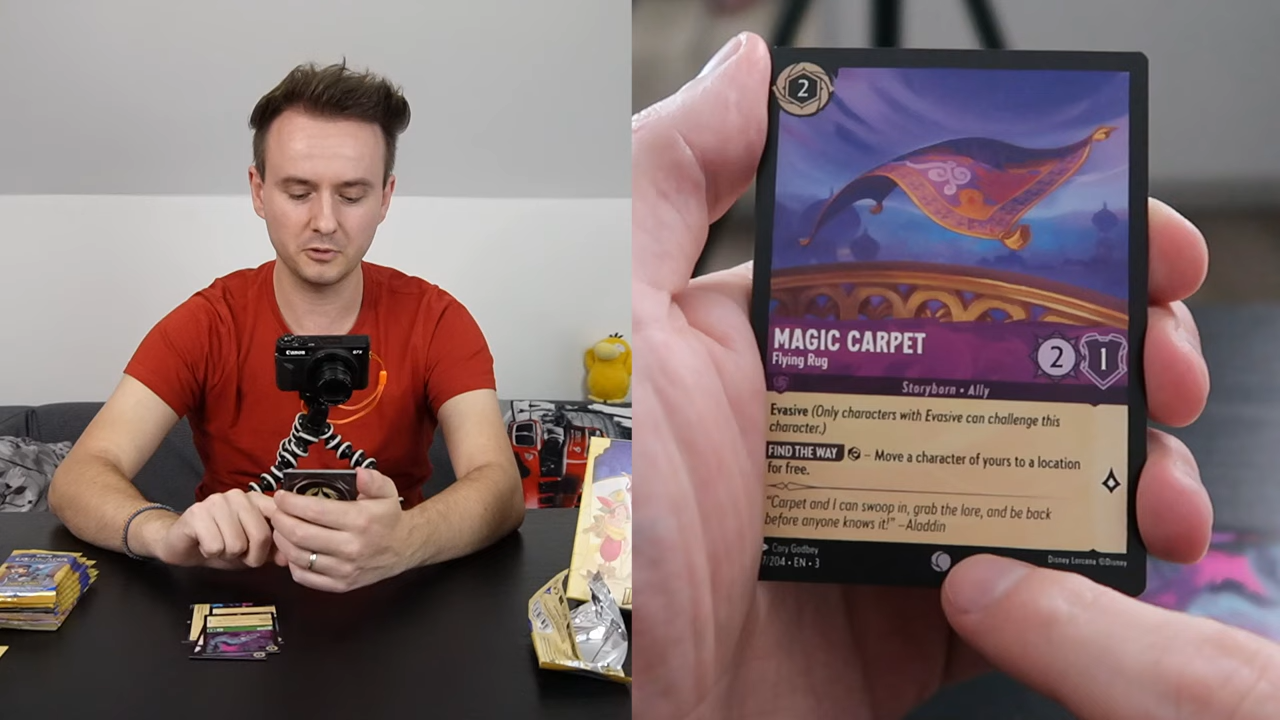 Canon
2
MAGIC CARPET
Flying Rug
2
1
Storyborn • Ally
Evasive (Only characters with Evasive can challenge this
character.)
FIND THE WAY – Move a character of yours to a location
for free.
“Carpet and I can swoop in, grab the lore, and be back
before anyone knows it!” –Aladdin
Cory Godbey
/204 • EN • 3
Disney Lorcana ©Disney